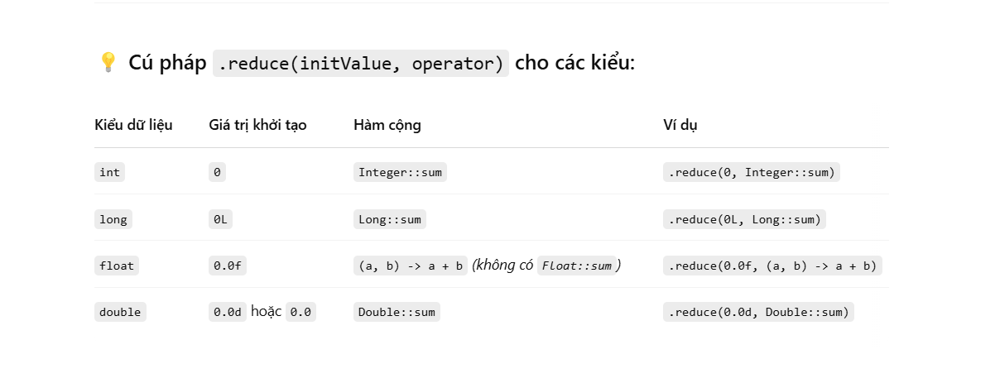 💡 Cú pháp .reduce(initValue, operator) cho các kiểu:
Kiểu dữ liệu Giá trị khởi tạo Hàm cộng Ví dụ
int 0 Integer::sum .reduce(0, Integer::sum)
long 0L Long::sum .reduce(0L, Long::sum)
float 0.0f (a, b) -> a + b (không có Float::sum) .reduce(0.0f, (a, b) -> a + b)
double 0.0d hoặc 0.0 Double::sum .reduce(0.0d, Double::sum)